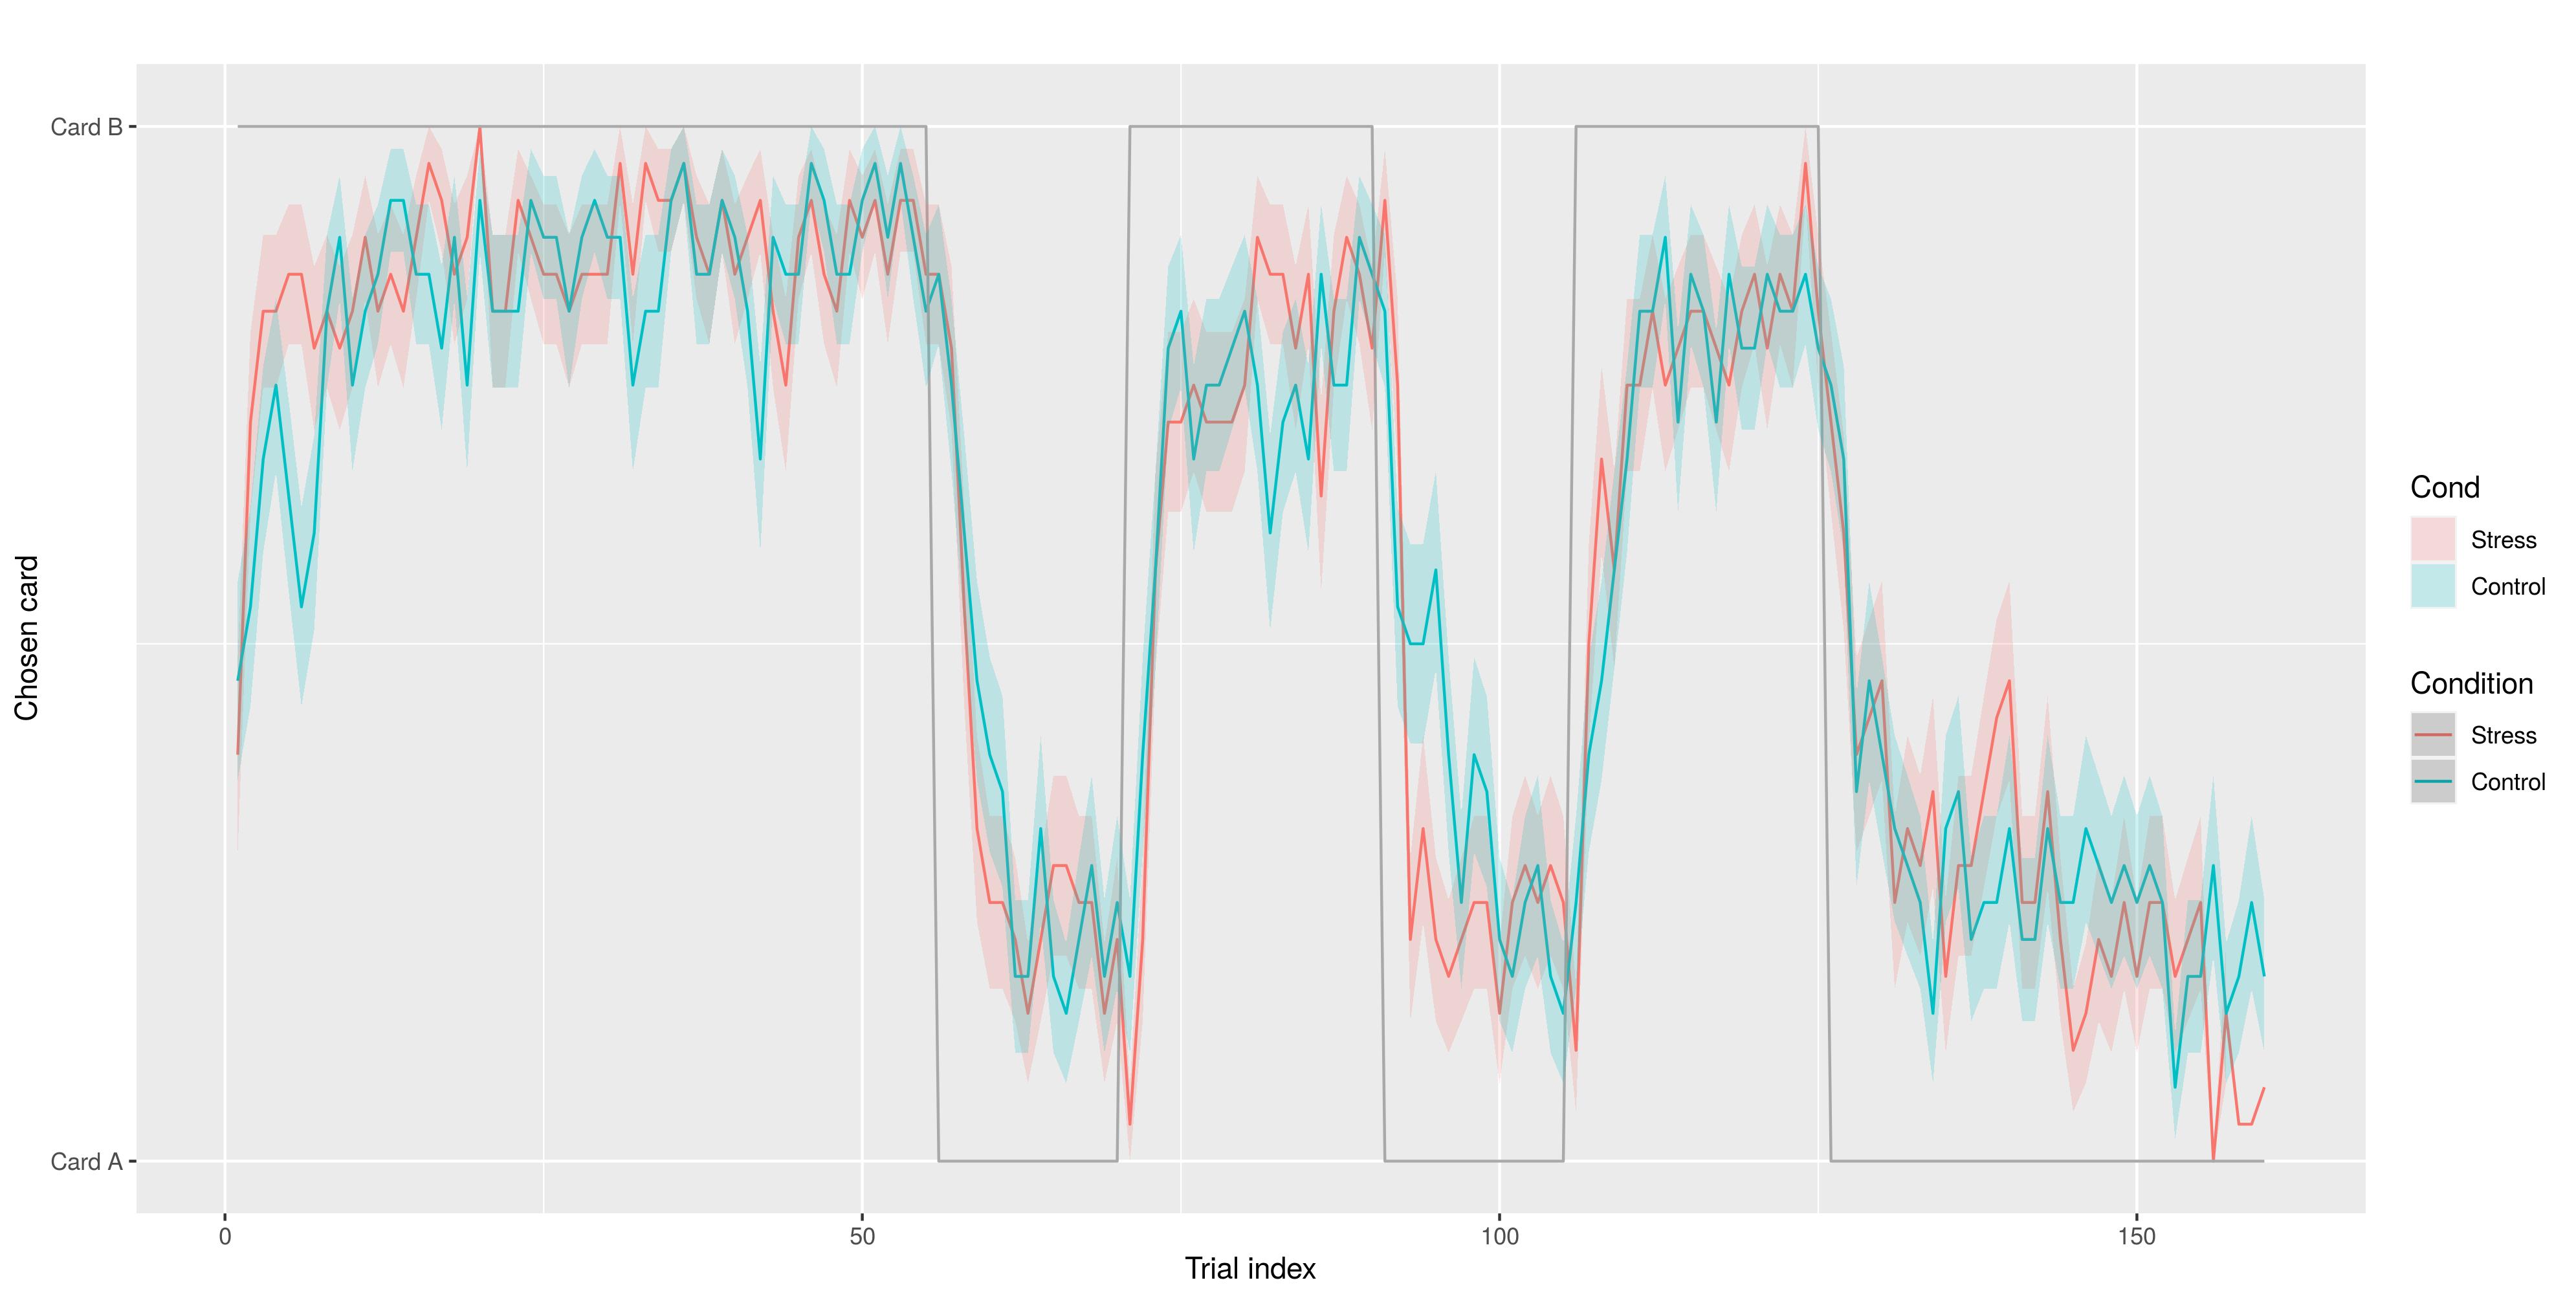 Card B
Card A
Chosen card
0
50
100
150
Trial index
Cond
Stress
Control
Condition
Stress
Control